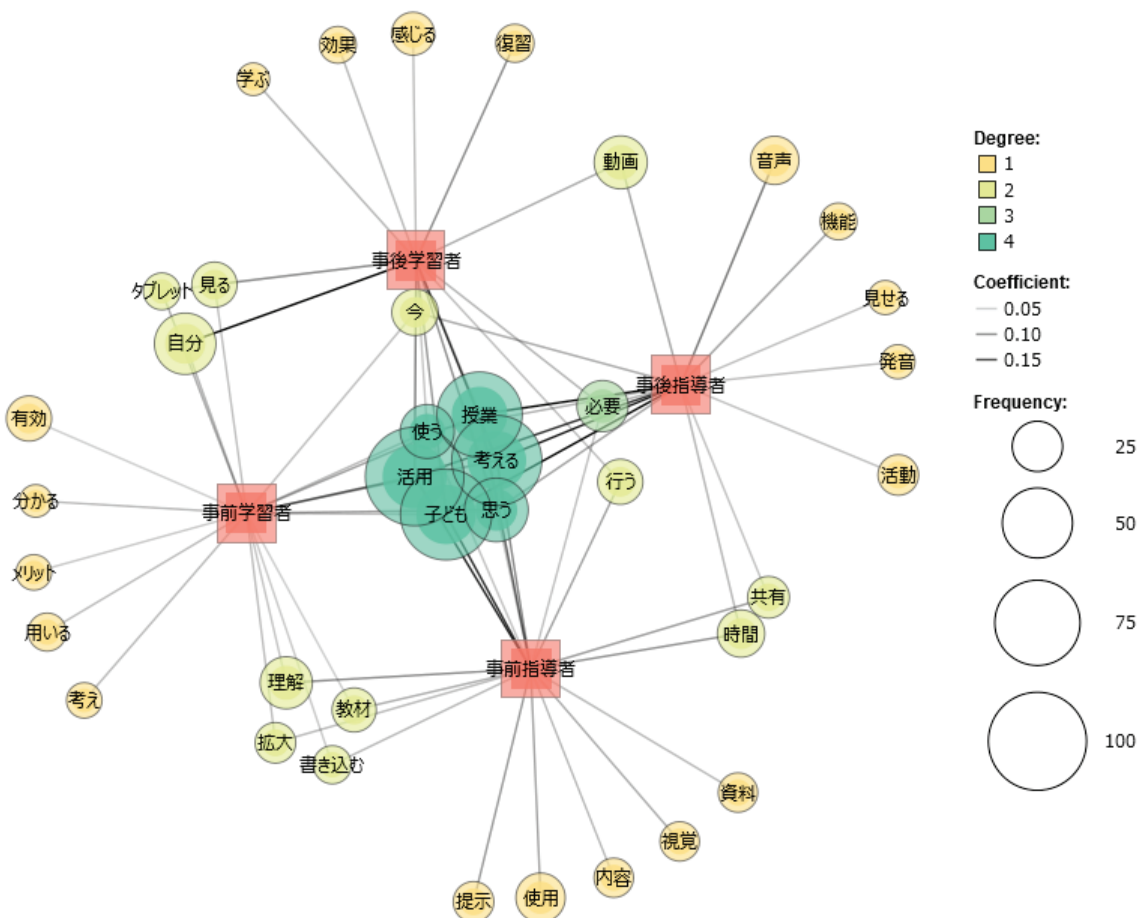 感じる
復習
効果
学ぶ
動画
音声
機能
事後学習者
タブレット
見る
見せる
今
自分
発音
事後指導者
必要
授業
有効
使う
考える
活用
行う
活動
分かる
事前学習者
子ども
思う
メリット
共有
用いる
時間
事前指導者
理解
考え
教材
拡大
書き込む
資料
視覚
内容
使用
提示
Degree:
1
2
3
4
Coefficient:
0.05
0.10
0.15
Frequency:
25
50
75
100